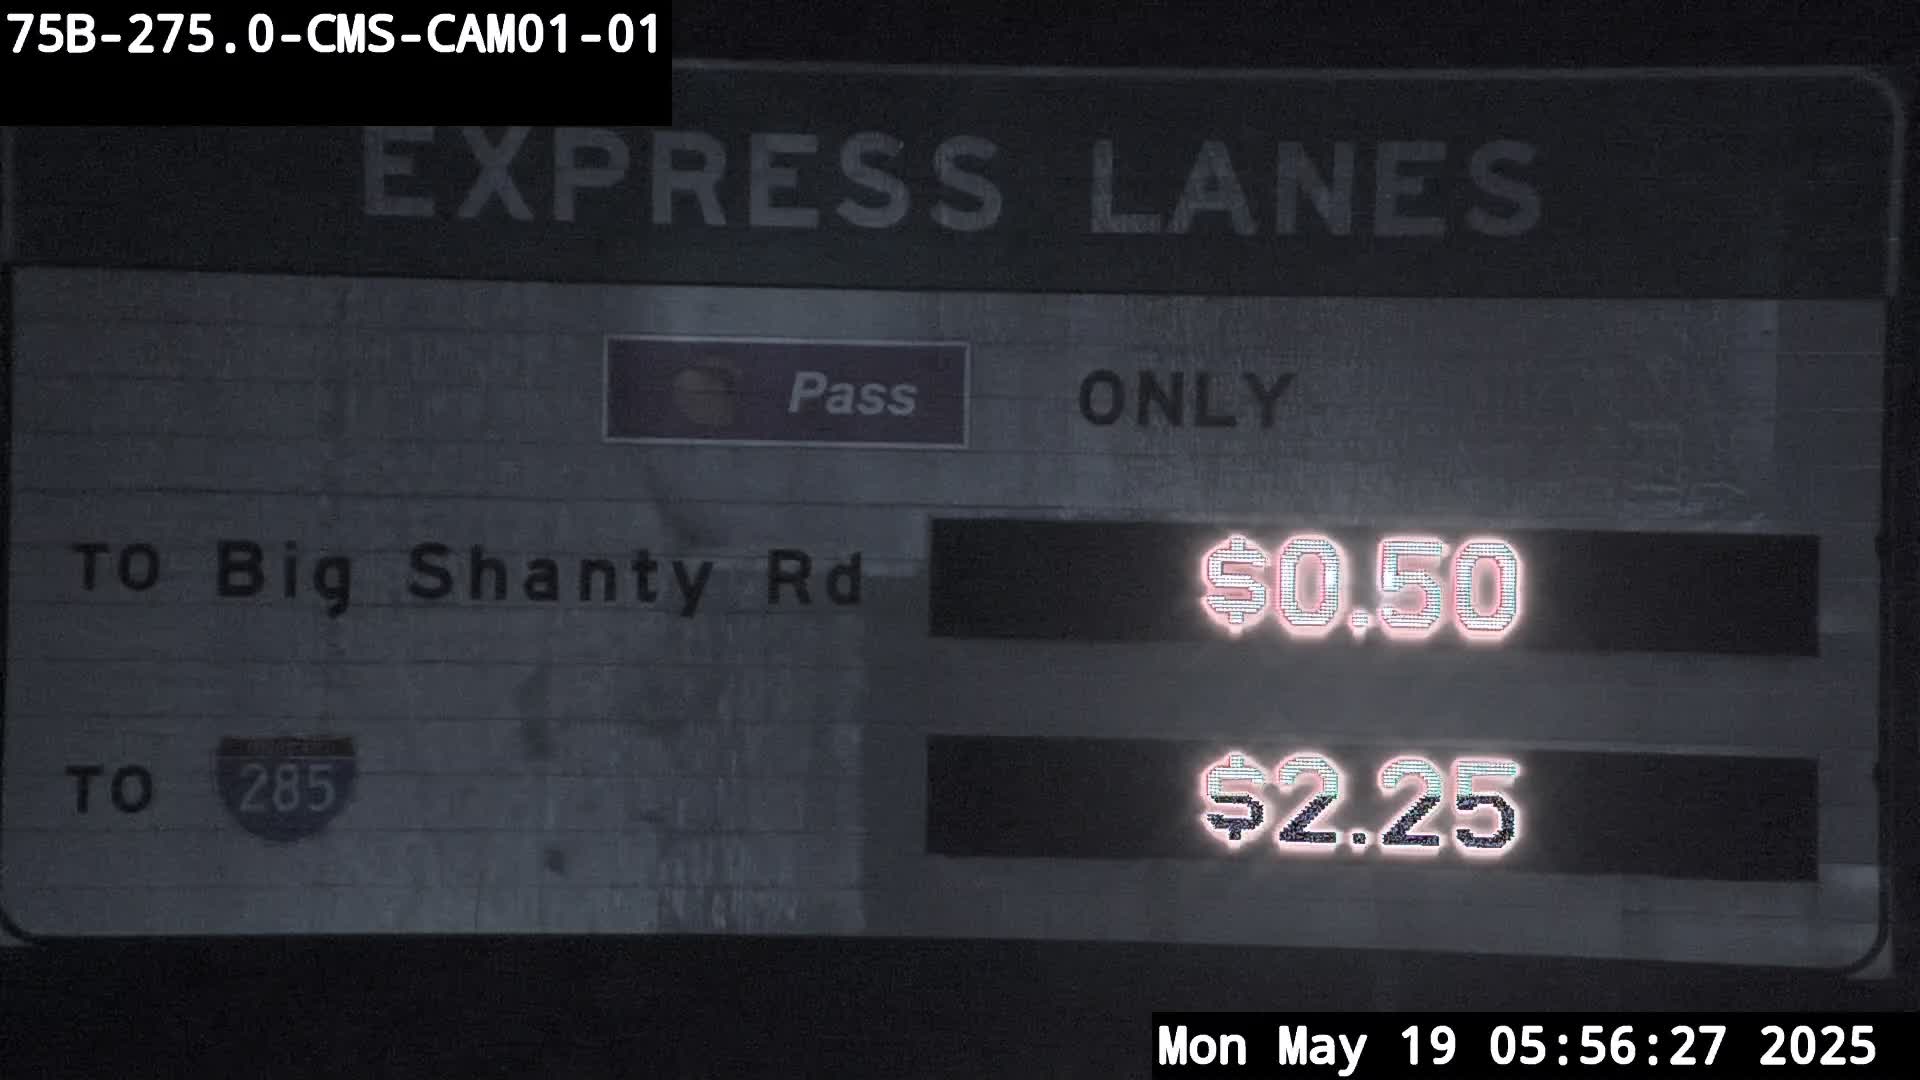 75B-275.0-CMS-CAM01-01
EXPRESS LANES
Pass ONLY
TO Big Shanty Rd $0.50
TO 285 $2.25
Mon May 19 05:56:27 2025